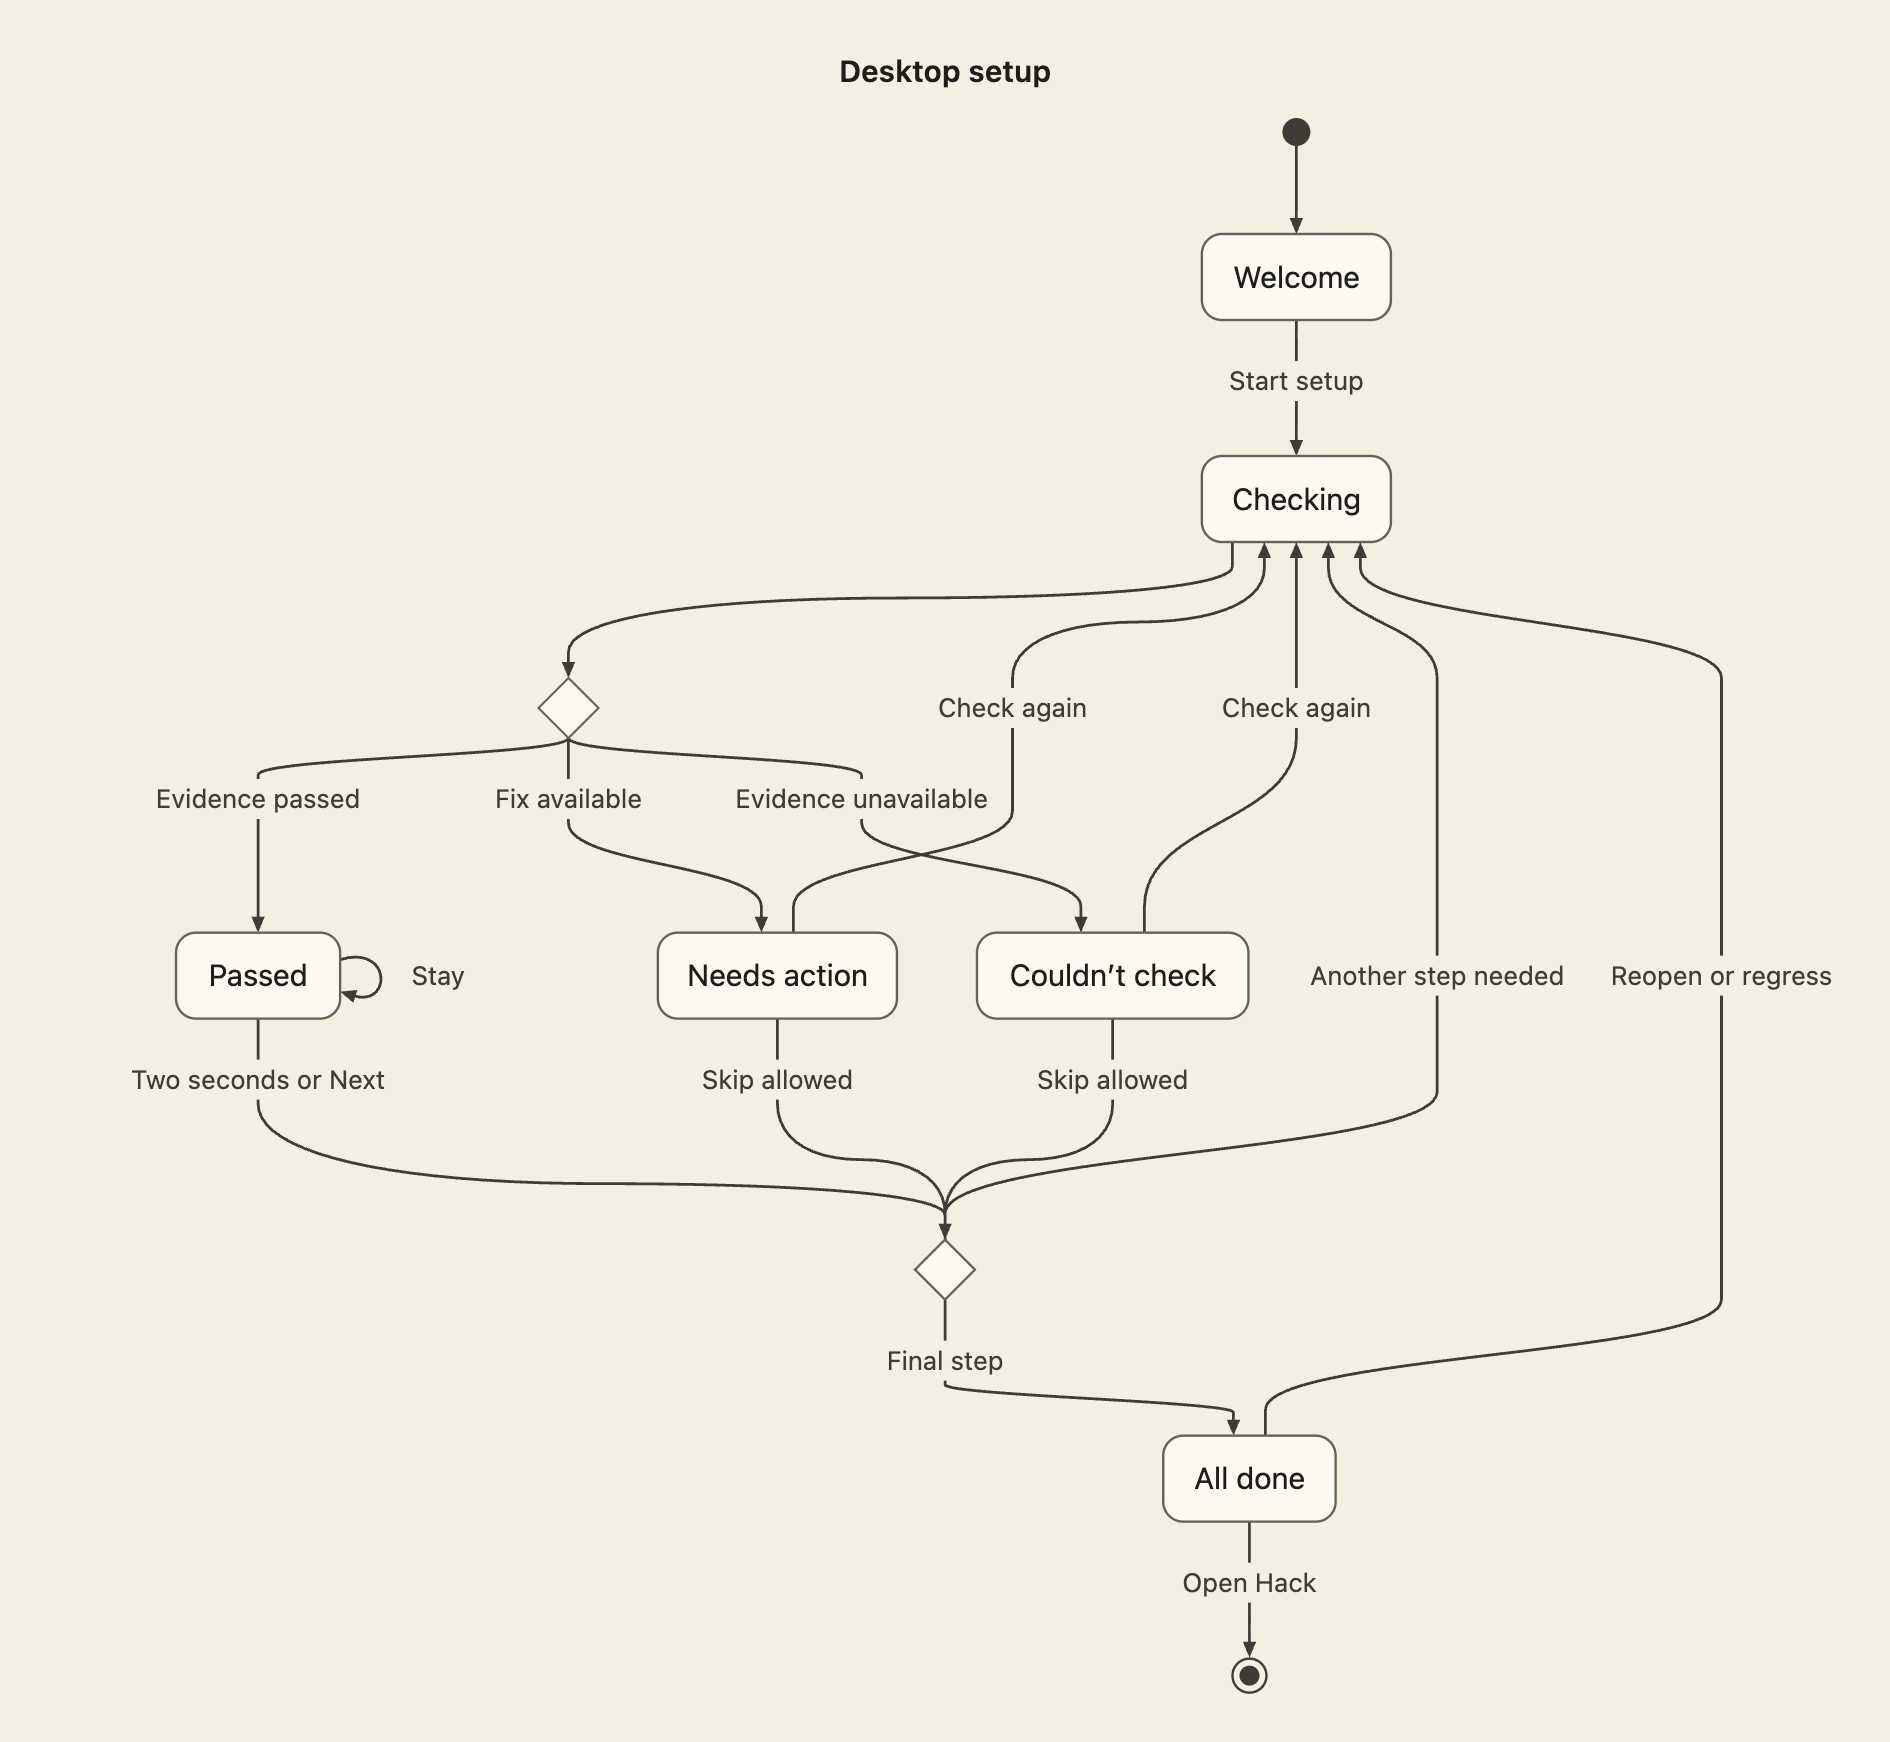 Desktop setup
Welcome
Start setup
Checking
Check again
Check again
Evidence passed
Fix available
Evidence unavailable
Passed
Stay
Needs action
Couldn’t check
Another step needed
Reopen or regress
Two seconds or Next
Skip allowed
Skip allowed
Final step
All done
Open Hack